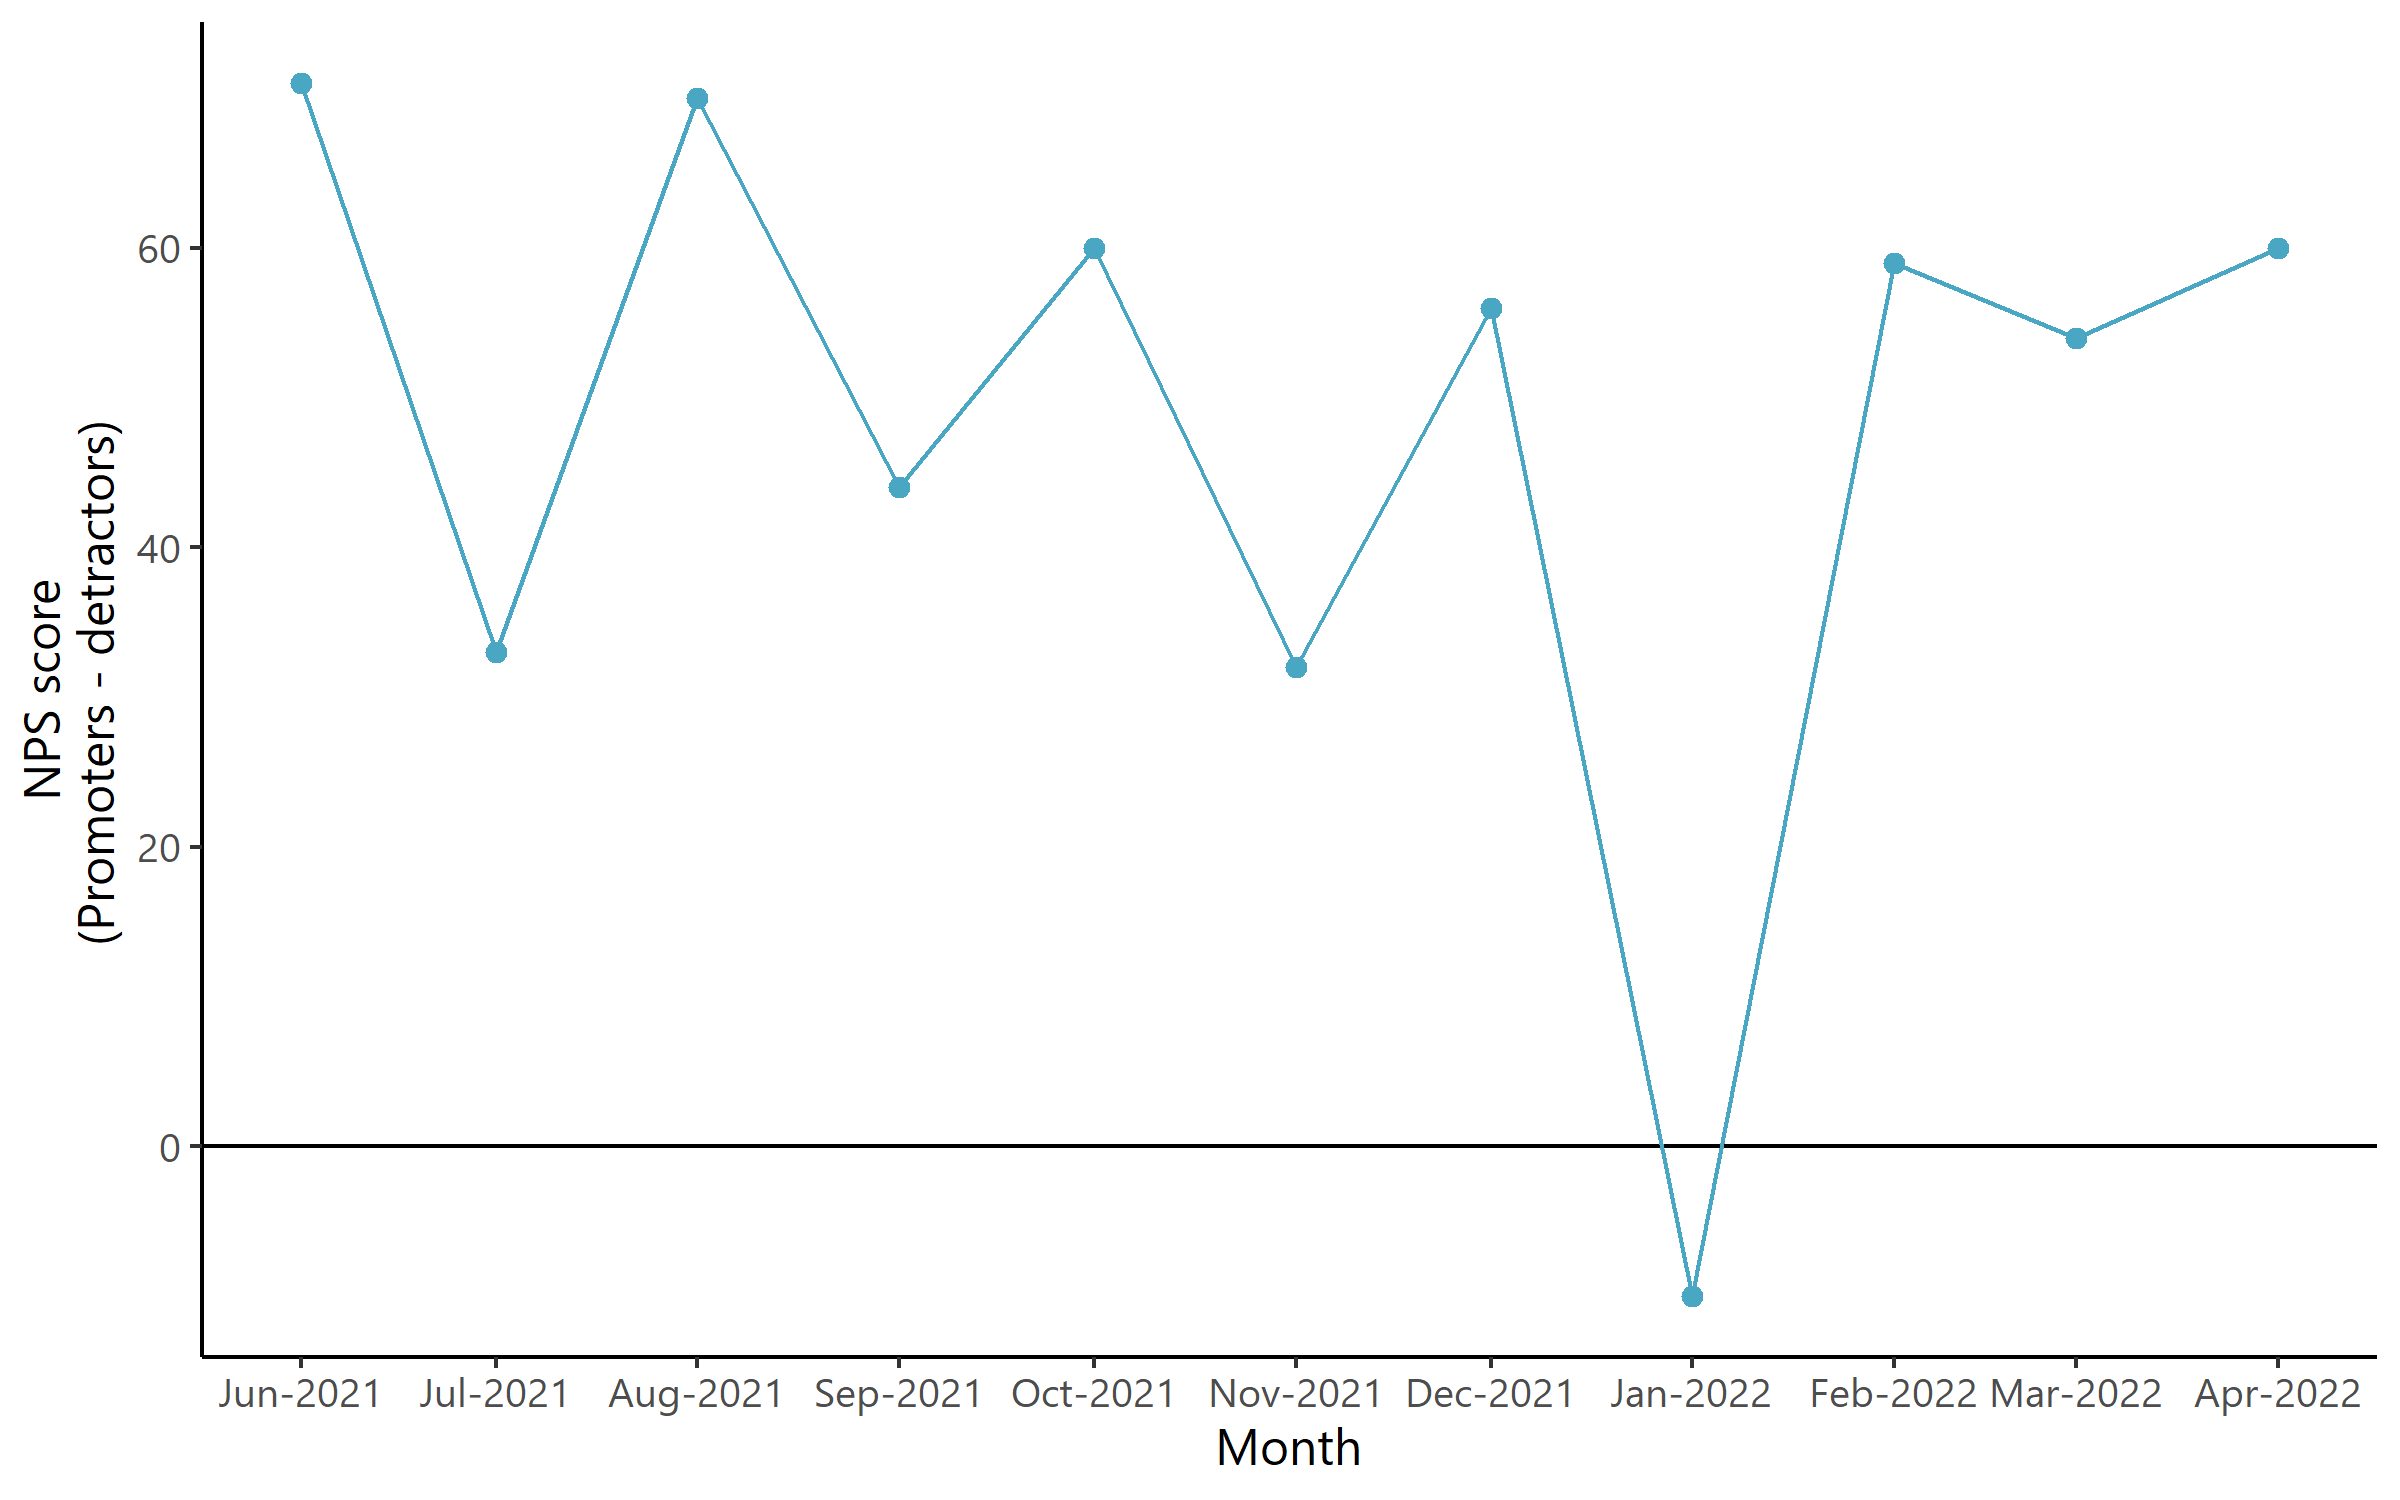 NPS score
(Promoters - detractors)
60
40
20
0
Jun-2021 Jul-2021 Aug-2021 Sep-2021 Oct-2021 Nov-2021 Dec-2021 Jan-2022 Feb-2022 Mar-2022 Apr-2022
Month